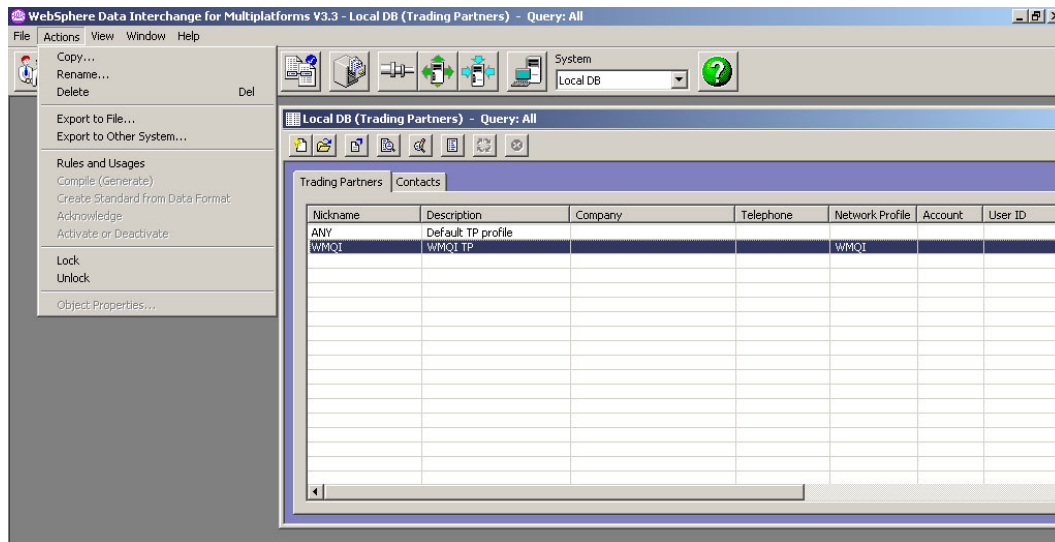 WebSphere Data Interchange for Multiplatforms V3.3 - Local DB (Trading Partners) - Query: All
File Actions View Window Help
Copy...
Rename...
Delete Del
Export to File...
Export to Other System...
Rules and Usages
Compile (Generate)
Create Standard from Data Format
Acknowledge
Activate or Deactivate
Lock
Unlock
Object Properties...
System
Local DB
Local DB (Trading Partners) - Query: All
Trading Partners Contacts
Nickname Description Company Telephone Network Profile Account User ID
ANY Default TP profile
WMQI WMQI TP WMQI